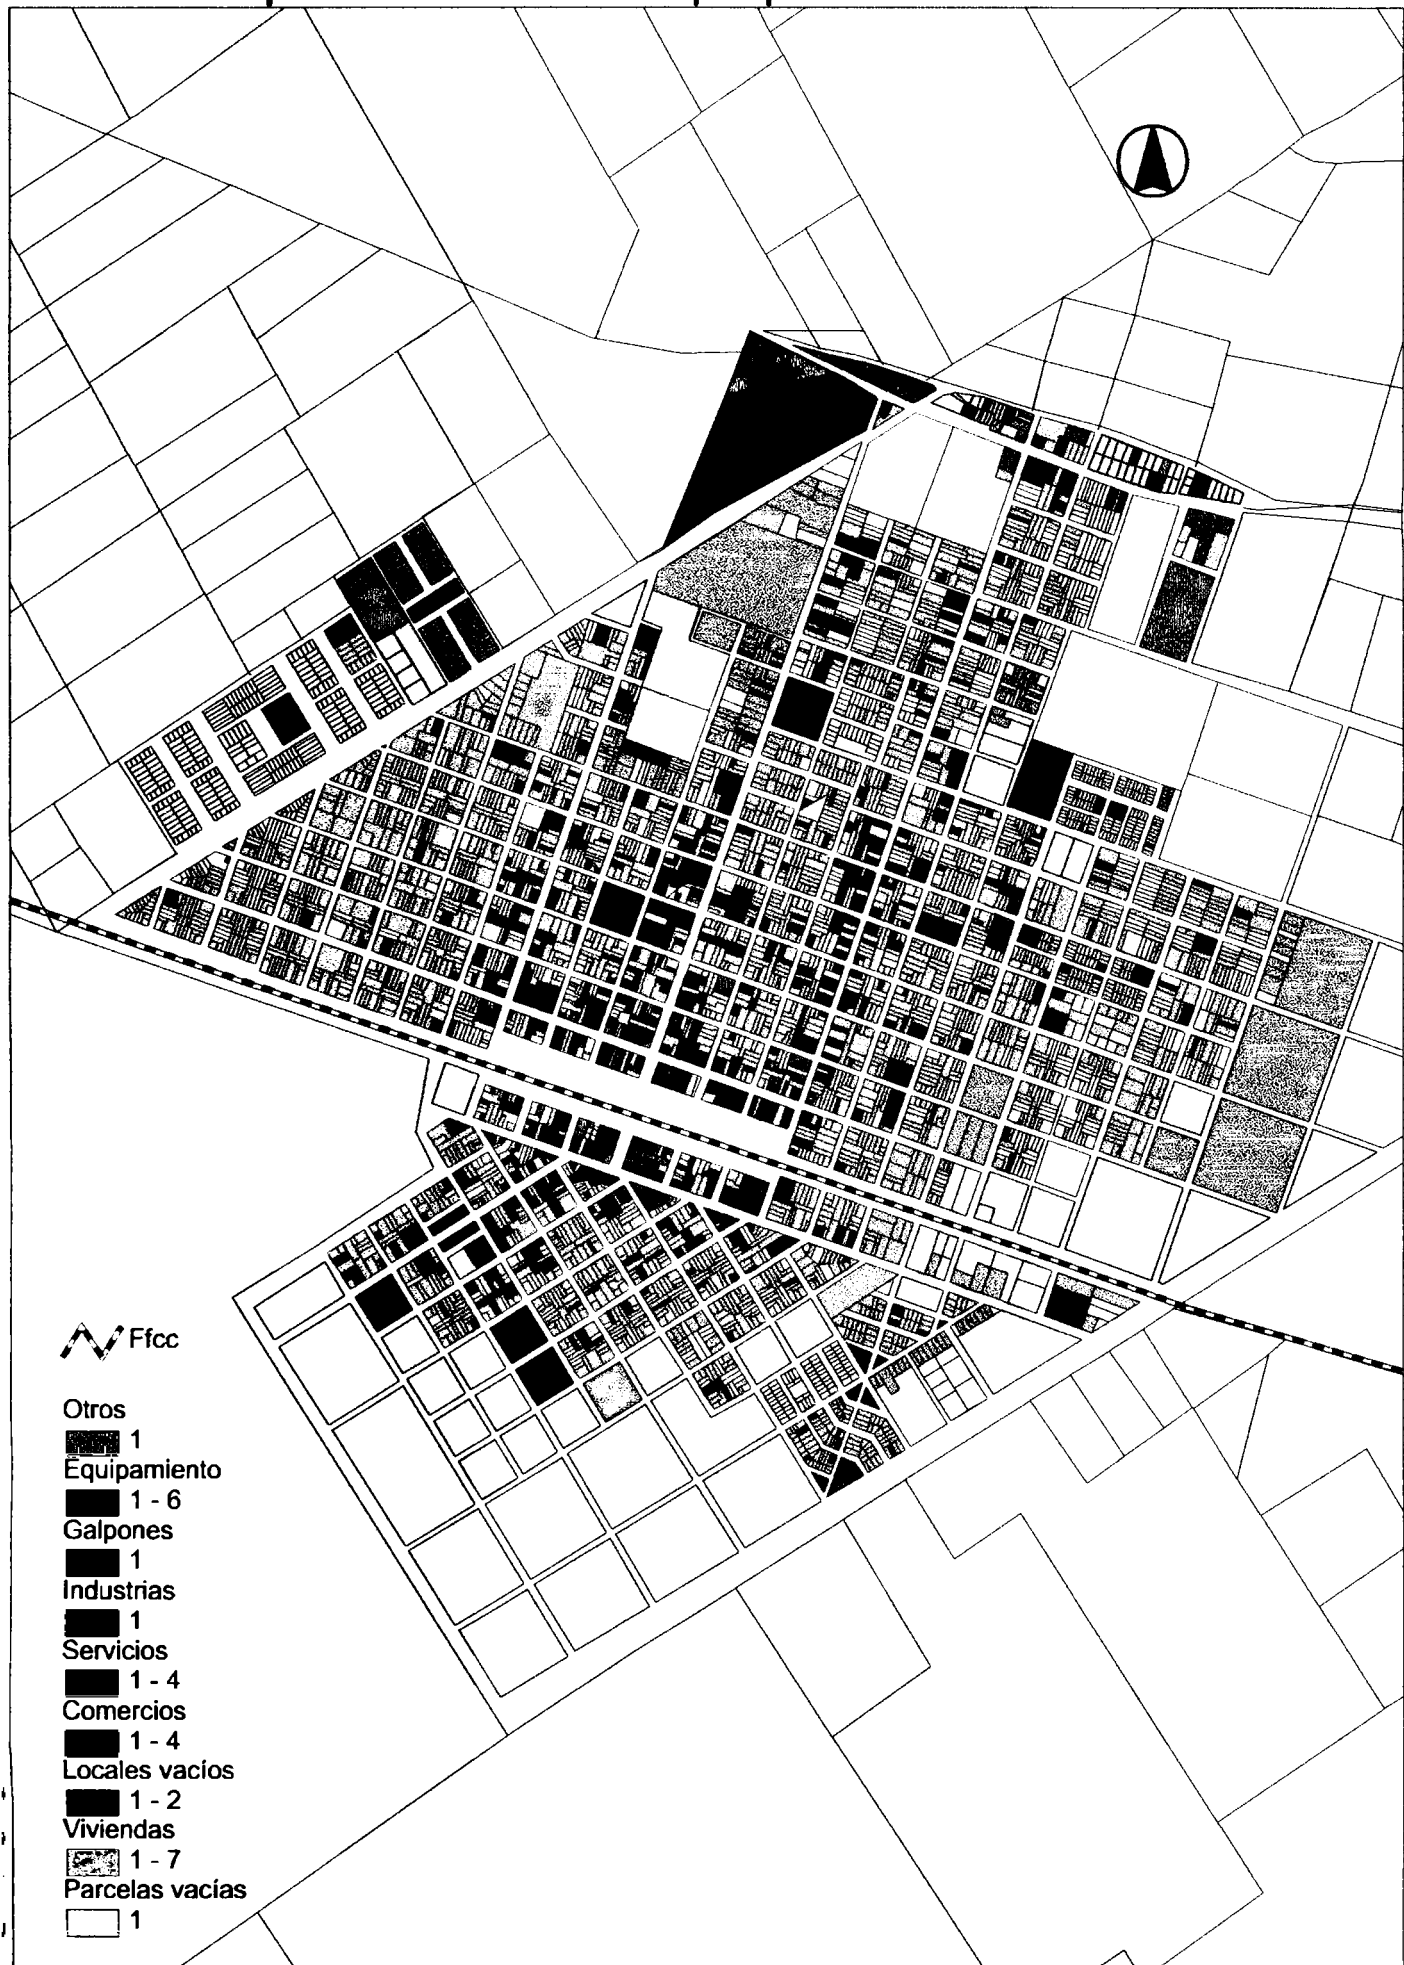 Ffcc
Otros
1
Equipamiento
1 - 6
Galpones
1
Industrias
1
Servicios
1 - 4
Comercios
1 - 4
Locales vacíos
1 - 2
Viviendas
1 - 7
Parcelas vacías
1